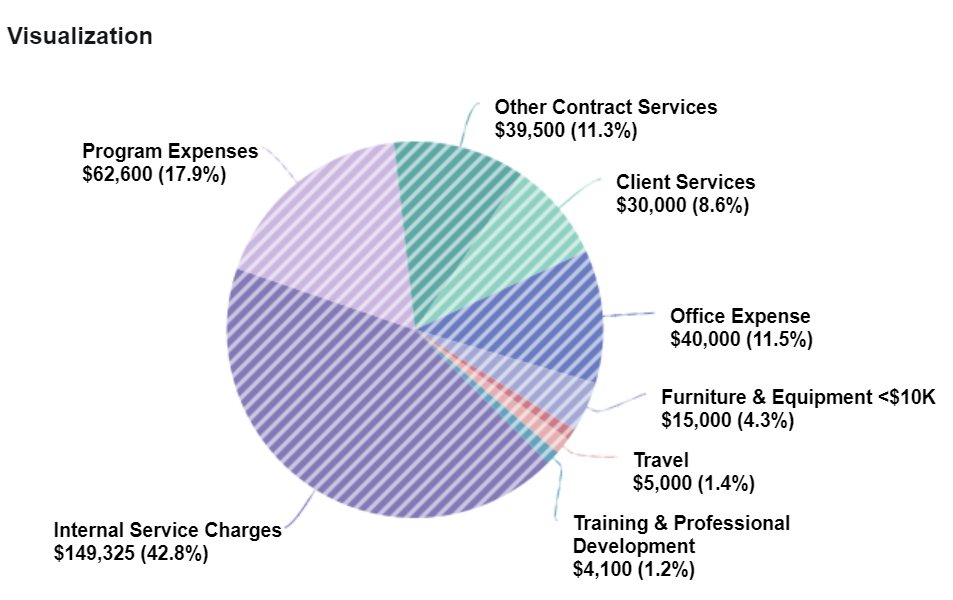 Visualization
Other Contract Services
$39,500 (11.3%)
Program Expenses
$62,600 (17.9%)
Client Services
$30,000 (8.6%)
Office Expense
$40,000 (11.5%)
Furniture & Equipment <$10K
$15,000 (4.3%)
Travel
$5,000 (1.4%)
Training & Professional
Development
$4,100 (1.2%)
Internal Service Charges
$149,325 (42.8%)